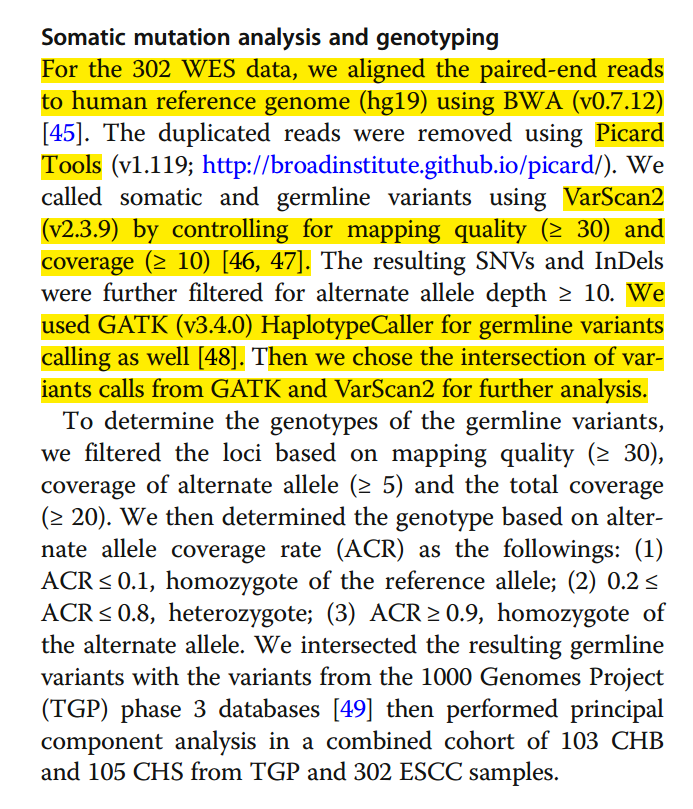 Somatic mutation analysis and genotyping
For the 302 WES data, we aligned the paired-end reads
to human reference genome (hg19) using BWA (v0.7.12)
[45]. The duplicated reads were removed using Picard
Tools (v1.119; http://broadinstitute.github.io/picard/). We
called somatic and germline variants using VarScan2
(v2.3.9) by controlling for mapping quality (≥ 30) and
coverage (≥ 10) [46, 47]. The resulting SNVs and InDels
were further filtered for alternate allele depth ≥ 10. We
used GATK (v3.4.0) HaplotypeCaller for germline variants
calling as well [48]. Then we chose the intersection of var-
iants calls from GATK and VarScan2 for further analysis.
To determine the genotypes of the germline variants,
we filtered the loci based on mapping quality (≥ 30),
coverage of alternate allele (≥ 5) and the total coverage
(≥ 20). We then determined the genotype based on alter-
nate allele coverage rate (ACR) as the followings: (1)
ACR ≤ 0.1, homozygote of the reference allele; (2) 0.2 ≤
ACR ≤ 0.8, heterozygote; (3) ACR ≥ 0.9, homozygote of
the alternate allele. We intersected the resulting germline
variants with the variants from the 1000 Genomes Project
(TGP) phase 3 databases [49] then performed principal
component analysis in a combined cohort of 103 CHB
and 105 CHS from TGP and 302 ESCC samples.